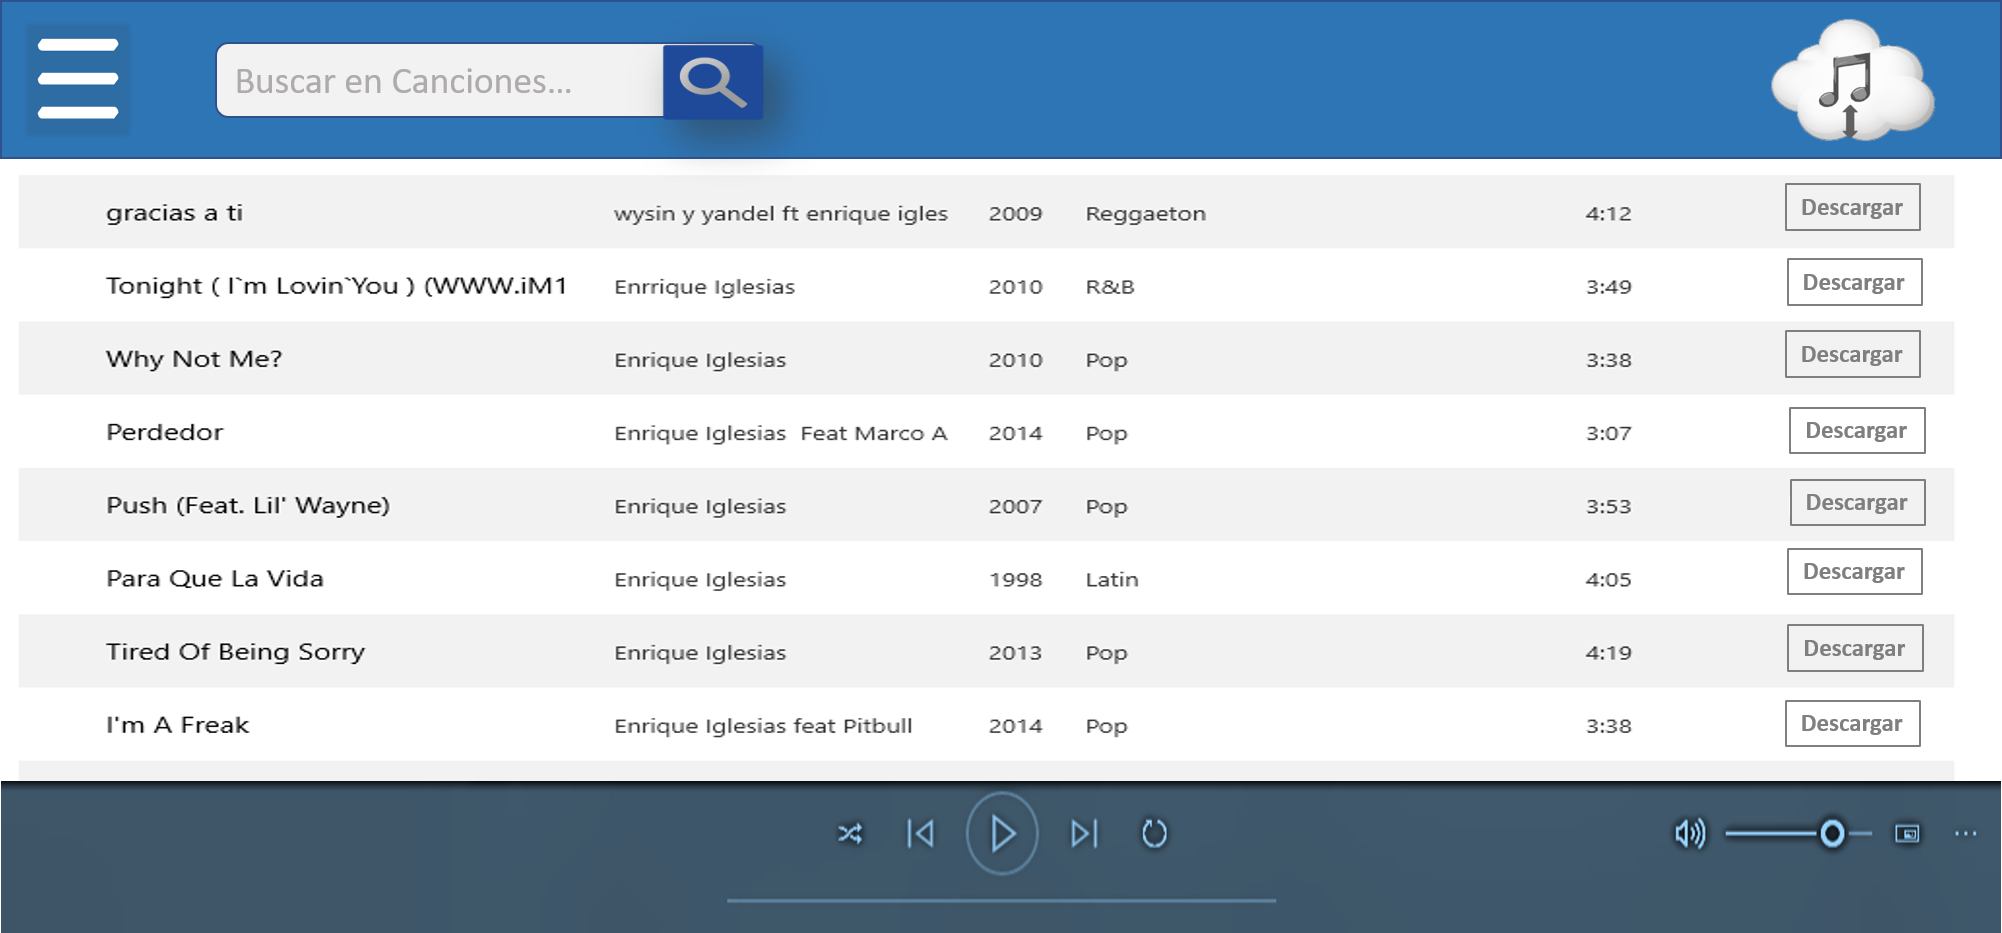 Buscar en Canciones...
gracias a ti wysin y yandel ft enrique igles 2009 Reggaeton 4:12 Descargar
Tonight ( I`m Lovin`You ) (WWW.iM1 Enrrique Iglesias 2010 R&B 3:49 Descargar
Why Not Me? Enrique Iglesias 2010 Pop 3:38 Descargar
Perdedor Enrique Iglesias  Feat Marco A 2014 Pop 3:07 Descargar
Push (Feat. Lil' Wayne) Enrique Iglesias 2007 Pop 3:53 Descargar
Para Que La Vida Enrique Iglesias 1998 Latin 4:05 Descargar
Tired Of Being Sorry Enrique Iglesias 2013 Pop 4:19 Descargar
I'm A Freak Enrique Iglesias feat Pitbull 2014 Pop 3:38 Descargar